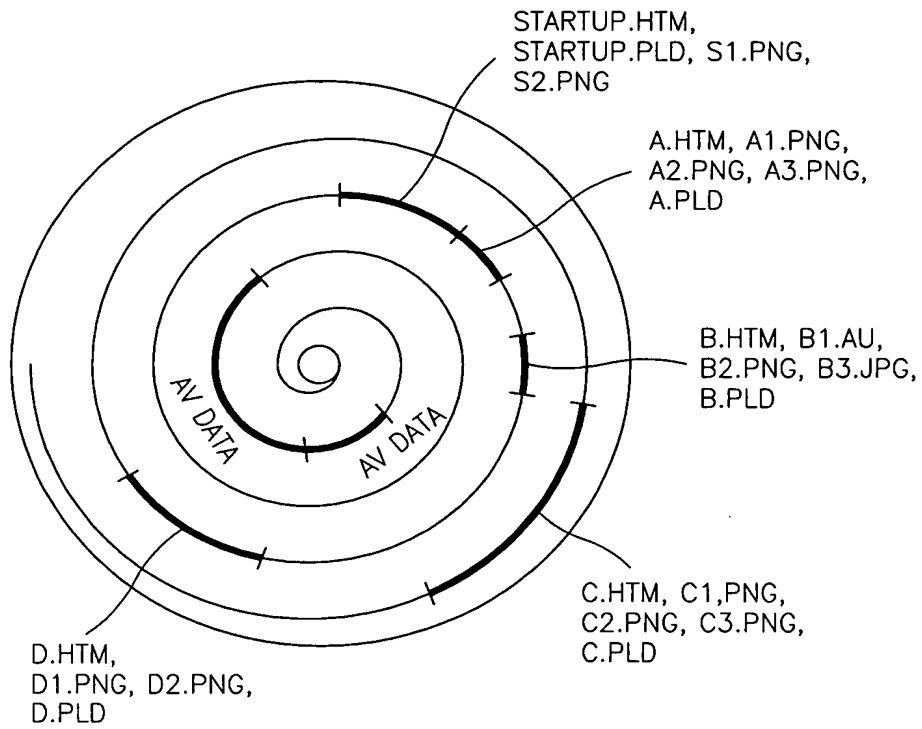 STARTUP.HTM,
STARTUP.PLD, S1.PNG,
S2.PNG
A.HTM, A1.PNG,
A2.PNG, A3.PNG,
A.PLD
B.HTM, B1.AU,
B2.PNG, B3.JPG,
B.PLD
AV DATA
AV DATA
C.HTM, C1,PNG,
C2.PNG, C3.PNG,
C.PLD
D.HTM,
D1.PNG, D2.PNG,
D.PLD